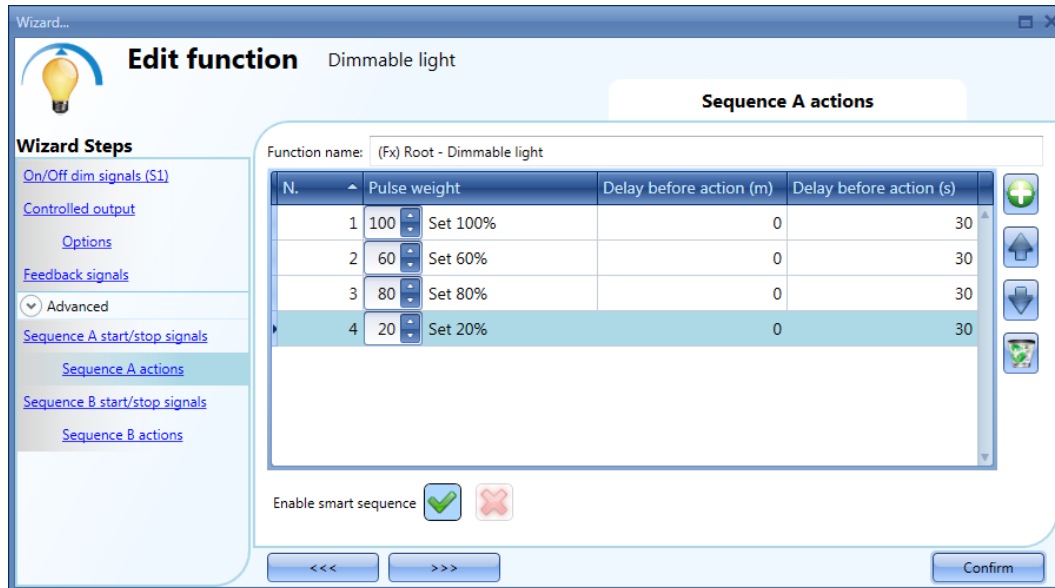 Wizard...
Edit function Dimmable light
Sequence A actions
Wizard Steps
On/Off dim signals (S1)
Controlled output
Options
Feedback signals
Advanced
Sequence A start/stop signals
Sequence A actions
Sequence B start/stop signals
Sequence B actions
Function name: (Fx) Root - Dimmable light
N. Pulse weight Delay before action (m) Delay before action (s)
1 100 Set 100% 0 30
2 60 Set 60% 0 30
3 80 Set 80% 0 30
4 20 Set 20% 0 30
Enable smart sequence
<<< >>> Confirm